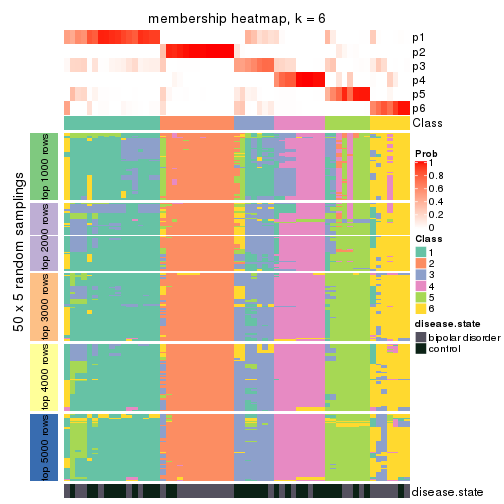 membership heatmap, k = 6
p1
p2
p3
p4
p5
p6
Class
50 x 5 random samplings
top 1000 rows
top 2000 rows
top 3000 rows
top 4000 rows
top 5000 rows
disease.state
Prob
1
0.8
0.6
0.4
0.2
0
Class
1
2
3
4
5
6
disease.state
bipolar disorder
control